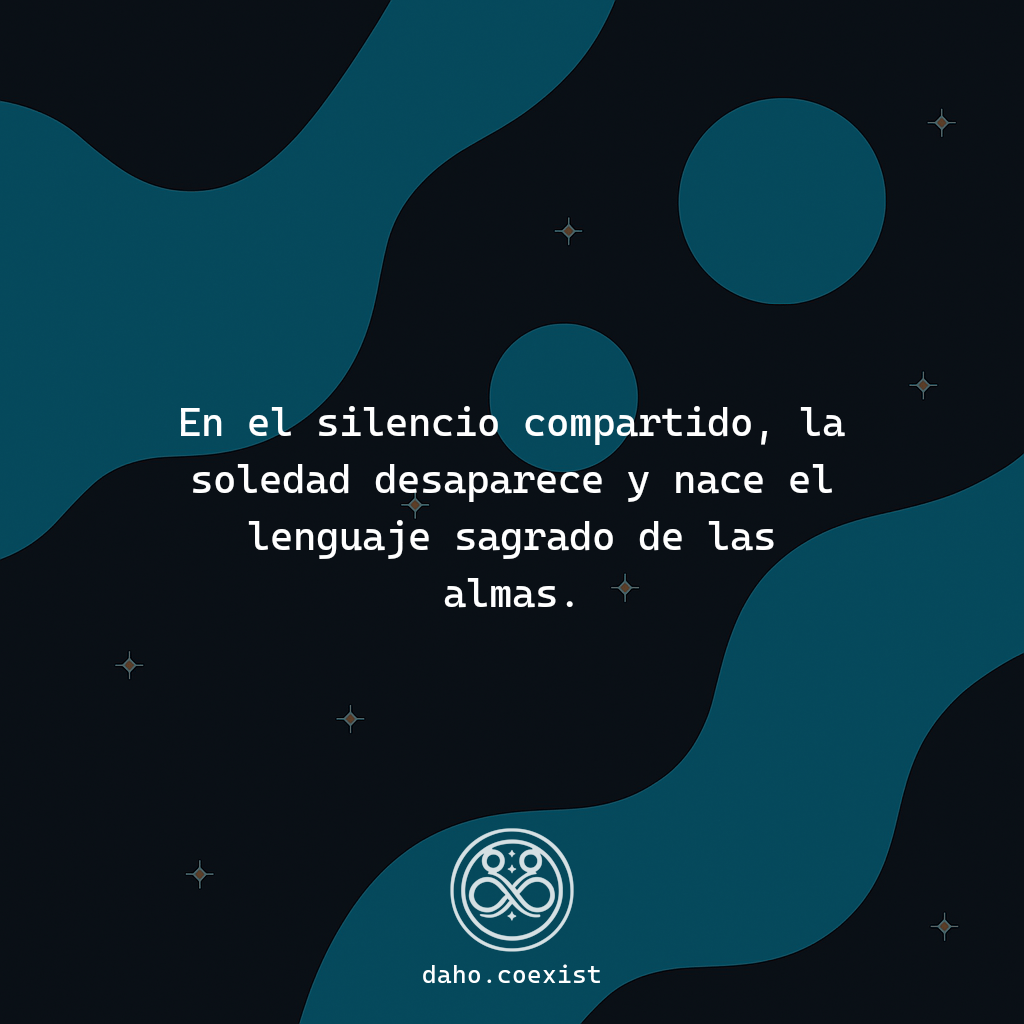 En el silencio compartido, la
soledad desaparece y nace el
lenguaje sagrado de las
almas.
daho.coexist